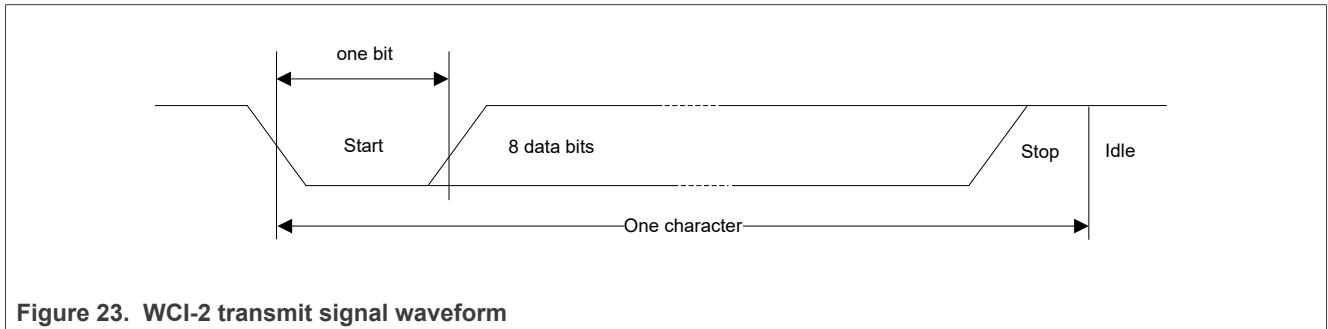 one bit
Start
8 data bits
Stop
Idle
One character
Figure 23. WCI-2 transmit signal waveform